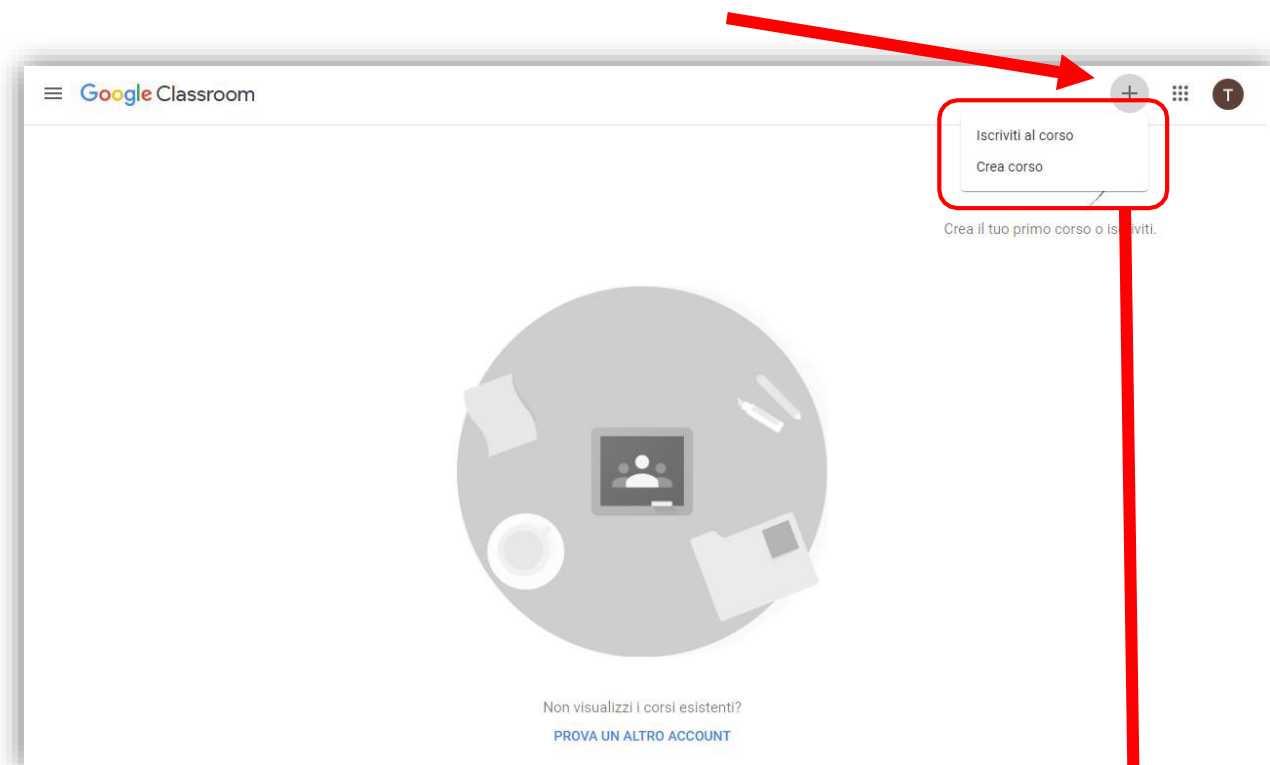 Google Classroom
T
Iscriviti al corso
Crea corso
Crea il tuo primo corso o iscriviti.
Non visualizzi i corsi esistenti?
PROVA UN ALTRO ACCOUNT